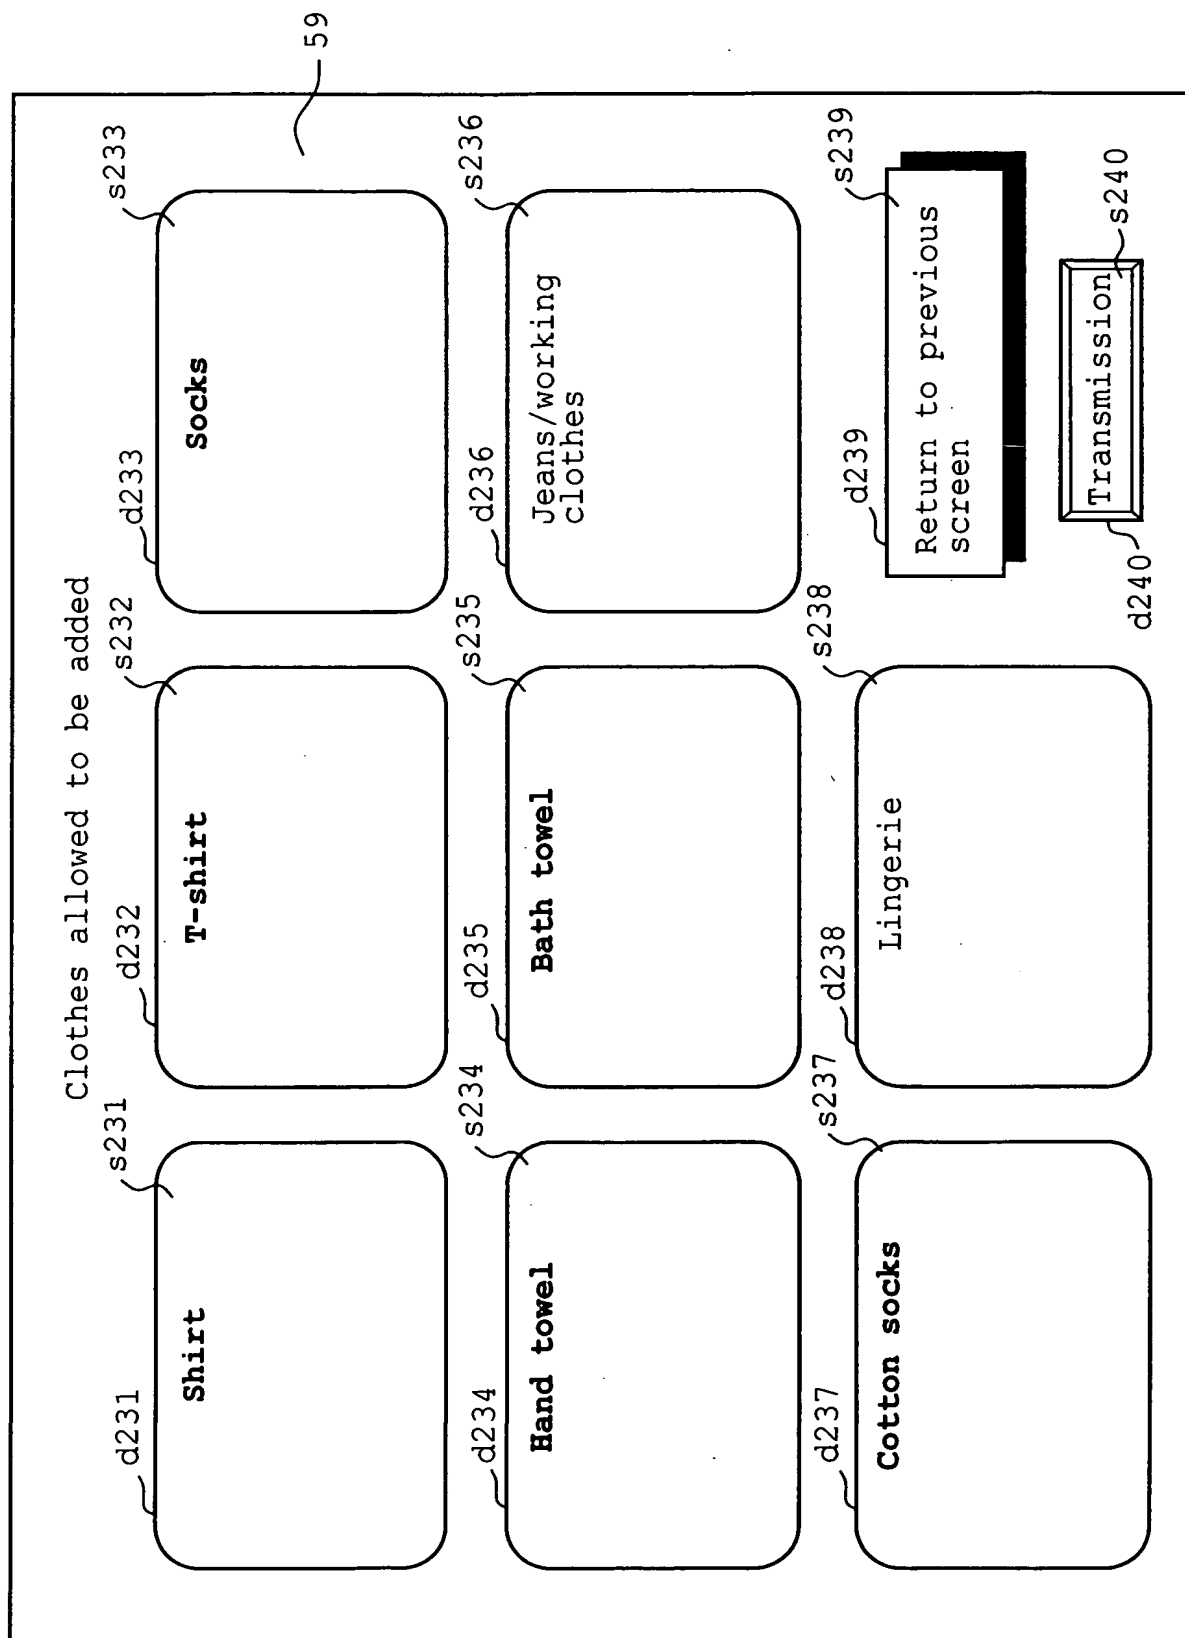 59
Clothes allowed to be added
d231
s231
Shirt
d232
s232
T-shirt
d233
s233
Socks
d234
s234
Hand towel
d235
s235
Bath towel
d236
s236
Jeans/working
clothes
d237
s237
Cotton socks
d238
s238
Lingerie
d239
s239
Return to previous
screen
d240
Transmission
s240